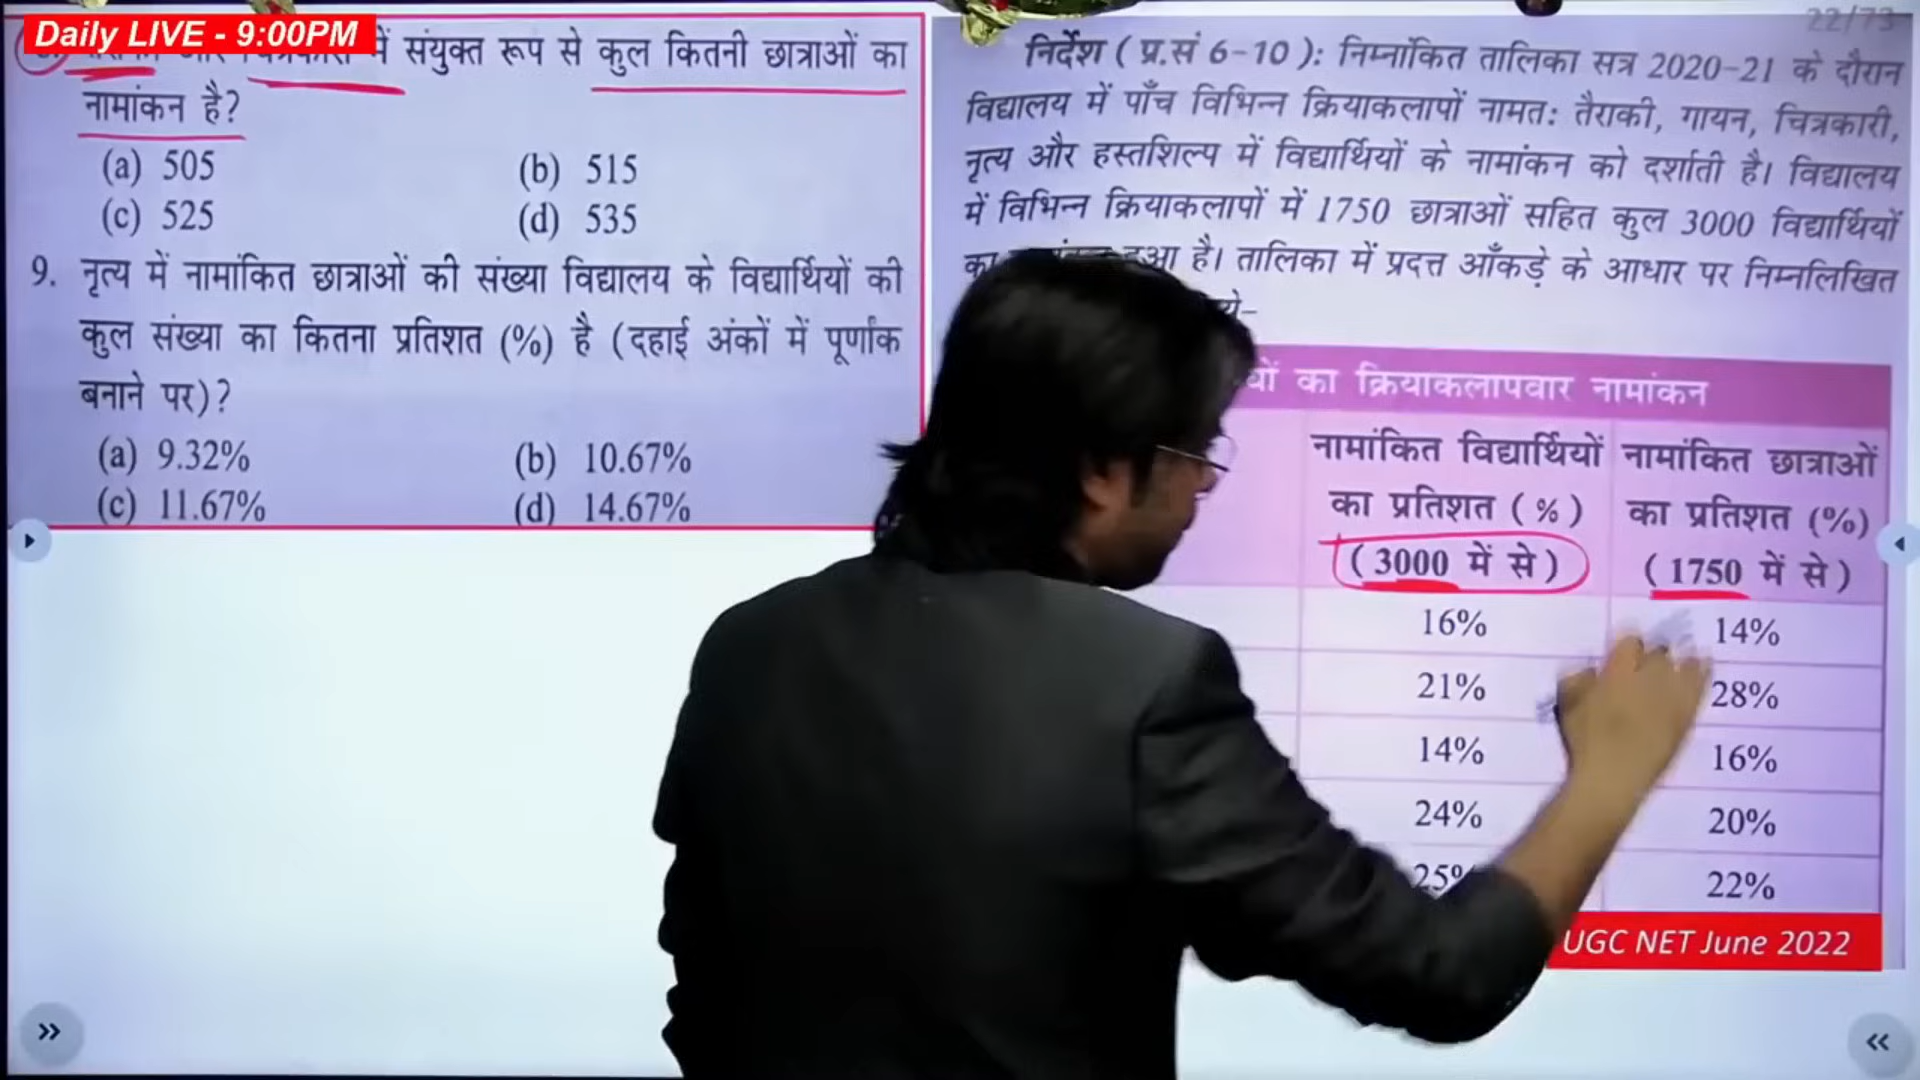 Daily LIVE - 9:00PM
में संयुक्त रूप से कुल कितनी छात्राओं का
नामांकन है?
(a) 505 (b) 515
(c) 525 (d) 535
9. नृत्य में नामांकित छात्राओं की संख्या विद्यालय के विद्यार्थियों की
कुल संख्या का कितना प्रतिशत (%) है (दहाई अंकों में पूर्णांक
बनाने पर)?
(a) 9.32% (b) 10.67%
(c) 11.67% (d) 14.67%
22/73
निर्देश ( प्र.सं 6-10 ): निम्नांकित तालिका सत्र 2020-21 के दौरान
विद्यालय में पाँच विभिन्न क्रियाकलापों नामतः तैराकी, गायन, चित्रकारी,
नृत्य और हस्तशिल्प में विद्यार्थियों के नामांकन को दर्शाती है। विद्यालय
में विभिन्न क्रियाकलापों में 1750 छात्राओं सहित कुल 3000 विद्यार्थियों
का हुआ है। तालिका में प्रदत्त आँकड़े के आधार पर निम्नलिखित
का क्रियाकलापवार नामांकन
नामांकित विद्यार्थियों
का प्रतिशत ( % )
( 3000 में से )
नामांकित छात्राओं
का प्रतिशत (%)
( 1750 में से )
16% 14%
21% 28%
14% 16%
24% 20%
25% 22%
UGC NET June 2022